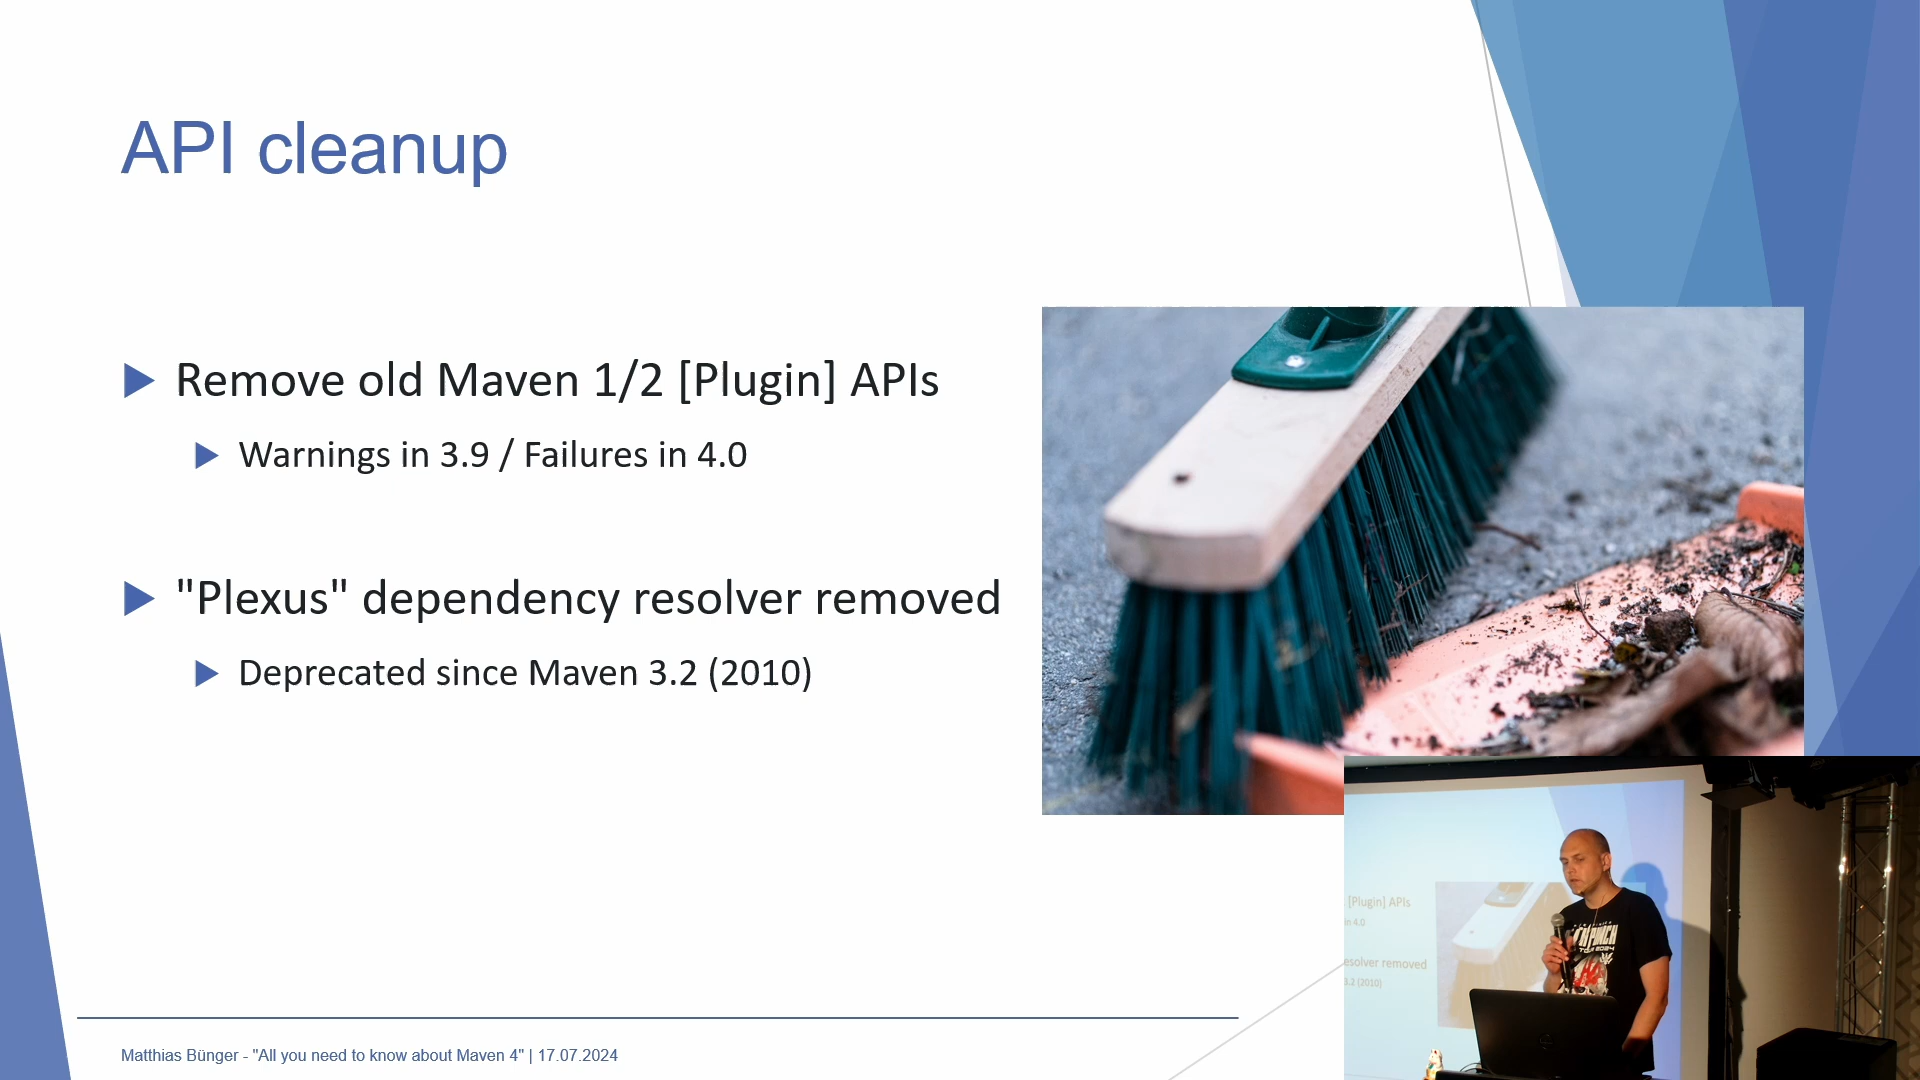 API cleanup
Remove old Maven 1/2 [Plugin] APIs
Warnings in 3.9 / Failures in 4.0
"Plexus" dependency resolver removed
Deprecated since Maven 3.2 (2010)
Matthias Bünger - "All you need to know about Maven 4" | 17.07.2024
[Plugin] APIs
in 4.0
esolver removed
3.2 (2010)